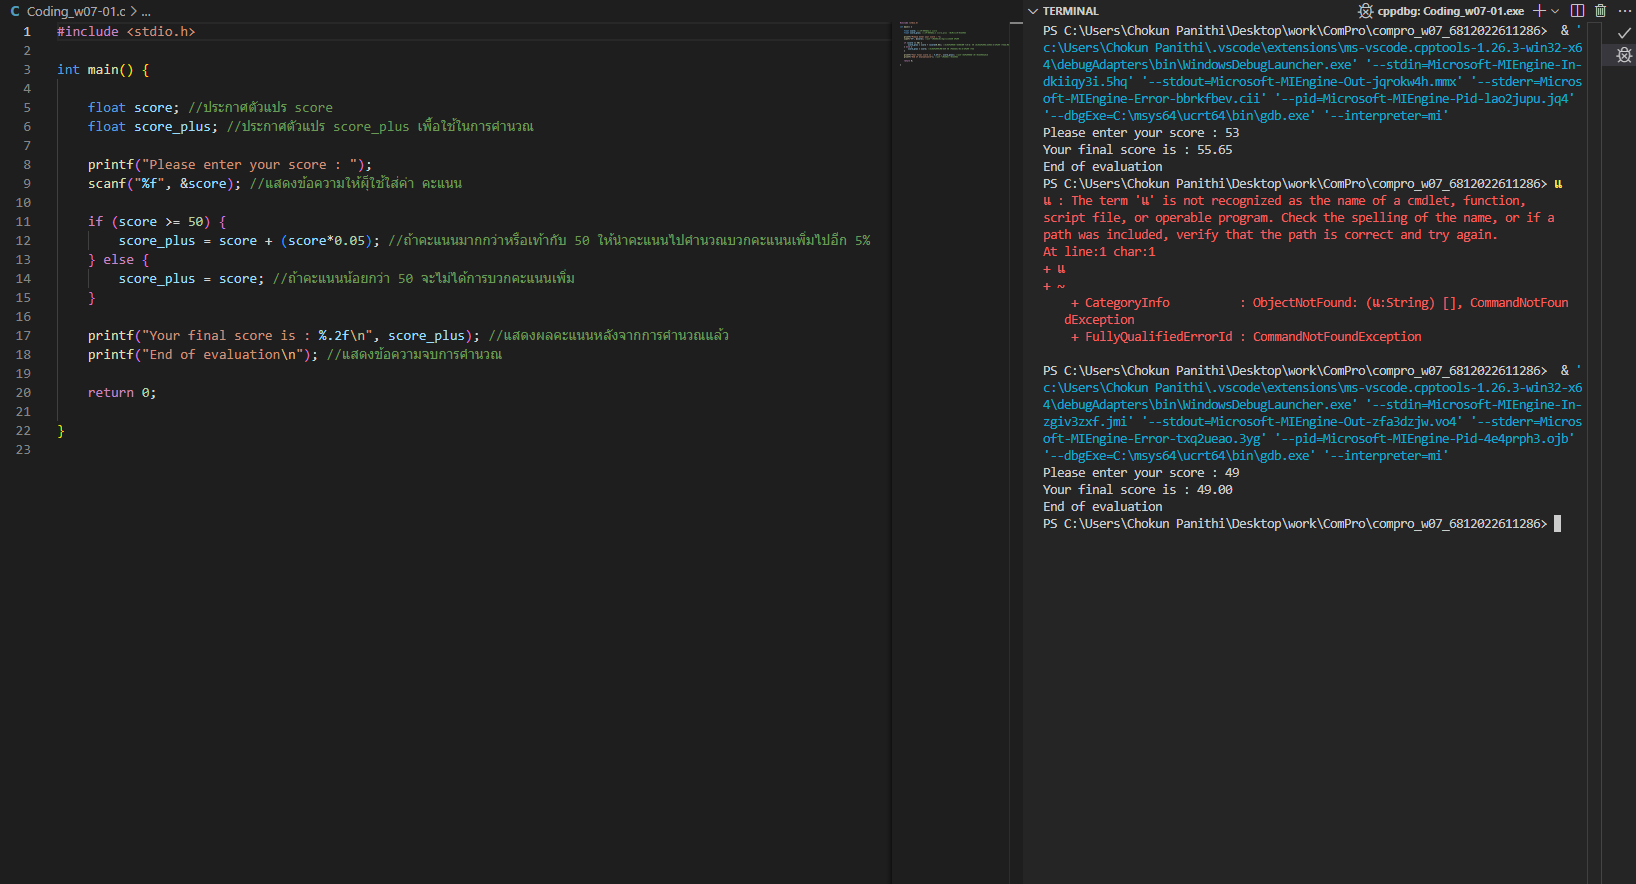 Coding_w07-01.c > ...
1 #include <stdio.h>
2
3 int main() {
4
5 float score; //ประกาศตัวแปร score
6 float score_plus; //ประกาศตัวแปร score_plus เพื่อใช้ในการคำนวณ
7
8 printf("Please enter your score : ");
9 scanf("%f", &score); //แสดงข้อความให้ผู้ใช้ใส่ค่า คะแนน
10
11 if (score >= 50) {
12 score_plus = score + (score*0.05); //ถ้าคะแนนมากกว่าหรือเท่ากับ 50 ให้นำคะแนนไปคำนวณบวกคะแนนเพิ่มไปอีก 5%
13 } else {
14 score_plus = score; //ถ้าคะแนนน้อยกว่า 50 จะไม่ได้การบวกคะแนนเพิ่ม
15 }
16
17 printf("Your final score is : %.2f\n", score_plus); //แสดงผลคะแนนหลังจากการคำนวณแล้ว
18 printf("End of evaluation\n"); //แสดงข้อความจบการคำนวณ
19
20 return 0;
21
22 }
23
TERMINAL
cppdbg: Coding_w07-01.exe
PS C:\Users\Chokun Panithi\Desktop\work\ComPro\compro_w07_6812022611286> & '
c:\Users\Chokun Panithi\.vscode\extensions\ms-vscode.cpptools-1.26.3-win32-x6
4\debugAdapters\bin\WindowsDebugLauncher.exe' '--stdin=Microsoft-MIEngine-In-
dkiiqy3i.5hq' '--stdout=Microsoft-MIEngine-Out-jqrokw4h.mmx' '--stderr=Micros
oft-MIEngine-Error-bbrkfbev.cii' '--pid=Microsoft-MIEngine-Pid-lao2jupu.jq4'
'--dbgExe=C:\msys64\ucrt64\bin\gdb.exe' '--interpreter=mi'
Please enter your score : 53
Your final score is : 55.65
End of evaluation
PS C:\Users\Chokun Panithi\Desktop\work\ComPro\compro_w07_6812022611286> แ
แ : The term 'แ' is not recognized as the name of a cmdlet, function,
script file, or operable program. Check the spelling of the name, or if a
path was included, verify that the path is correct and try again.
At line:1 char:1
+ แ
+ ~
+ CategoryInfo : ObjectNotFound: (แ:String) [], CommandNotFoun
dException
+ FullyQualifiedErrorId : CommandNotFoundException
PS C:\Users\Chokun Panithi\Desktop\work\ComPro\compro_w07_6812022611286> & '
c:\Users\Chokun Panithi\.vscode\extensions\ms-vscode.cpptools-1.26.3-win32-x6
4\debugAdapters\bin\WindowsDebugLauncher.exe' '--stdin=Microsoft-MIEngine-In-
zgiv3zxf.jmi' '--stdout=Microsoft-MIEngine-Out-zfa3dzjw.vo4' '--stderr=Micros
oft-MIEngine-Error-txq2ueao.3yg' '--pid=Microsoft-MIEngine-Pid-4e4prph3.ojb'
'--dbgExe=C:\msys64\ucrt64\bin\gdb.exe' '--interpreter=mi'
Please enter your score : 49
Your final score is : 49.00
End of evaluation
PS C:\Users\Chokun Panithi\Desktop\work\ComPro\compro_w07_6812022611286>